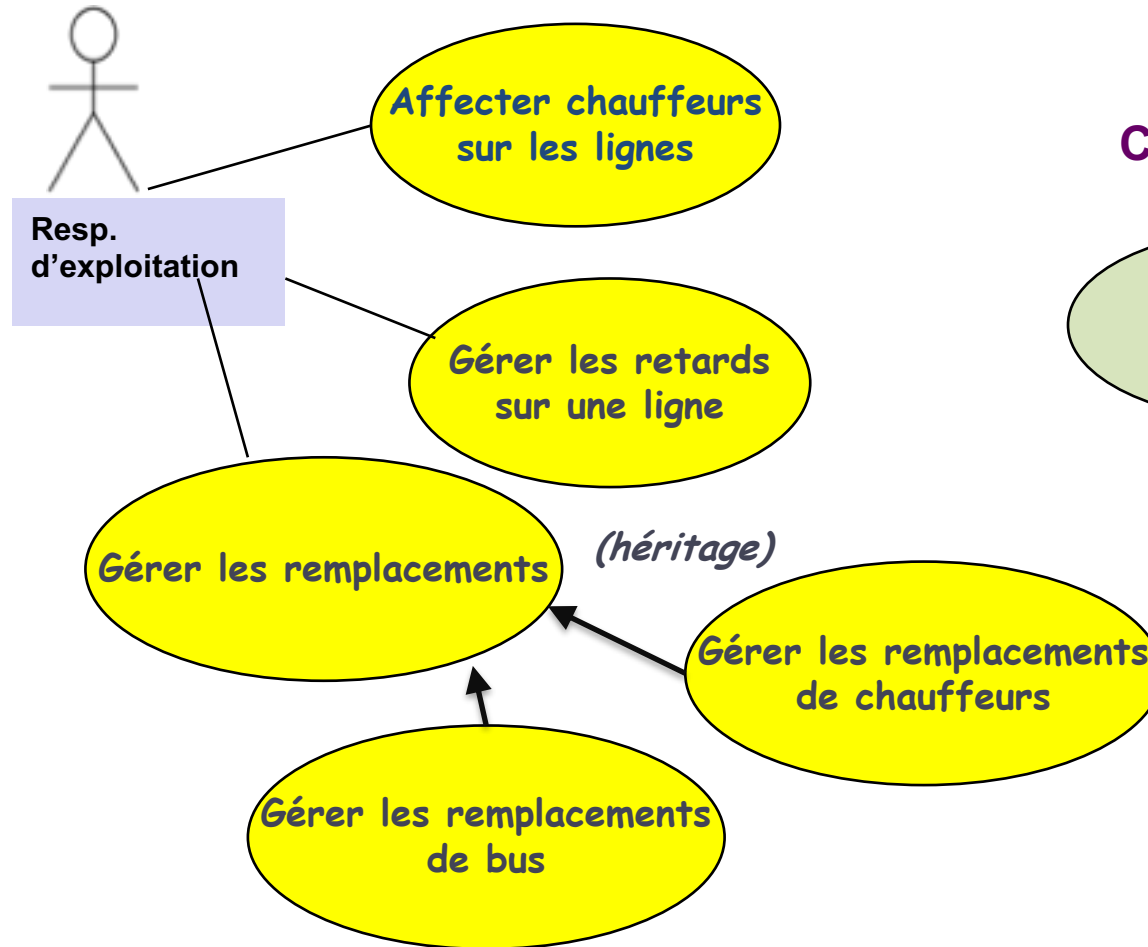 Affecter chauffeurs
sur les lignes
C
Resp.
d’exploitation
Gérer les retards
sur une ligne
(héritage)
Gérer les remplacements
Gérer les remplacements
de chauffeurs
Gérer les remplacements
de bus